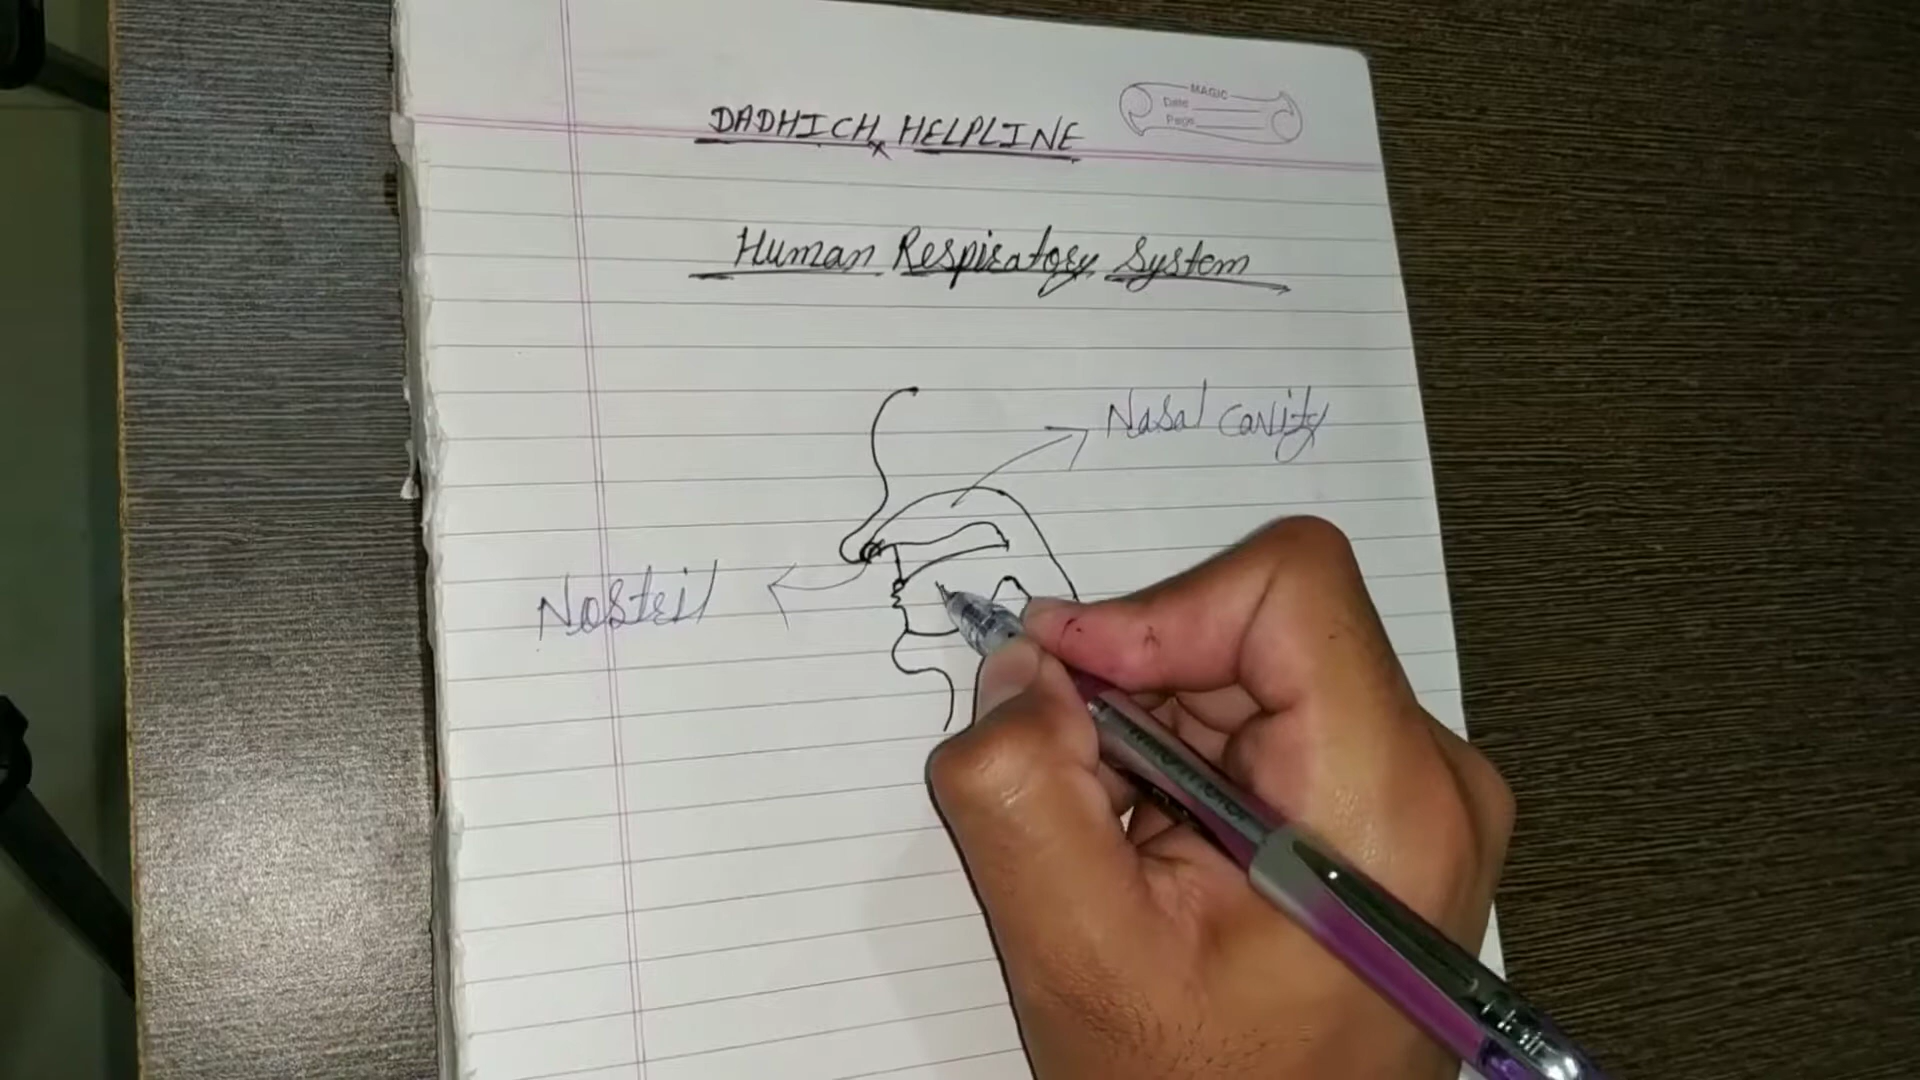 MAGIC
Date
Page
DADHICH HELPLINE
Human Respiratory System
Nasal cavity
Nostril